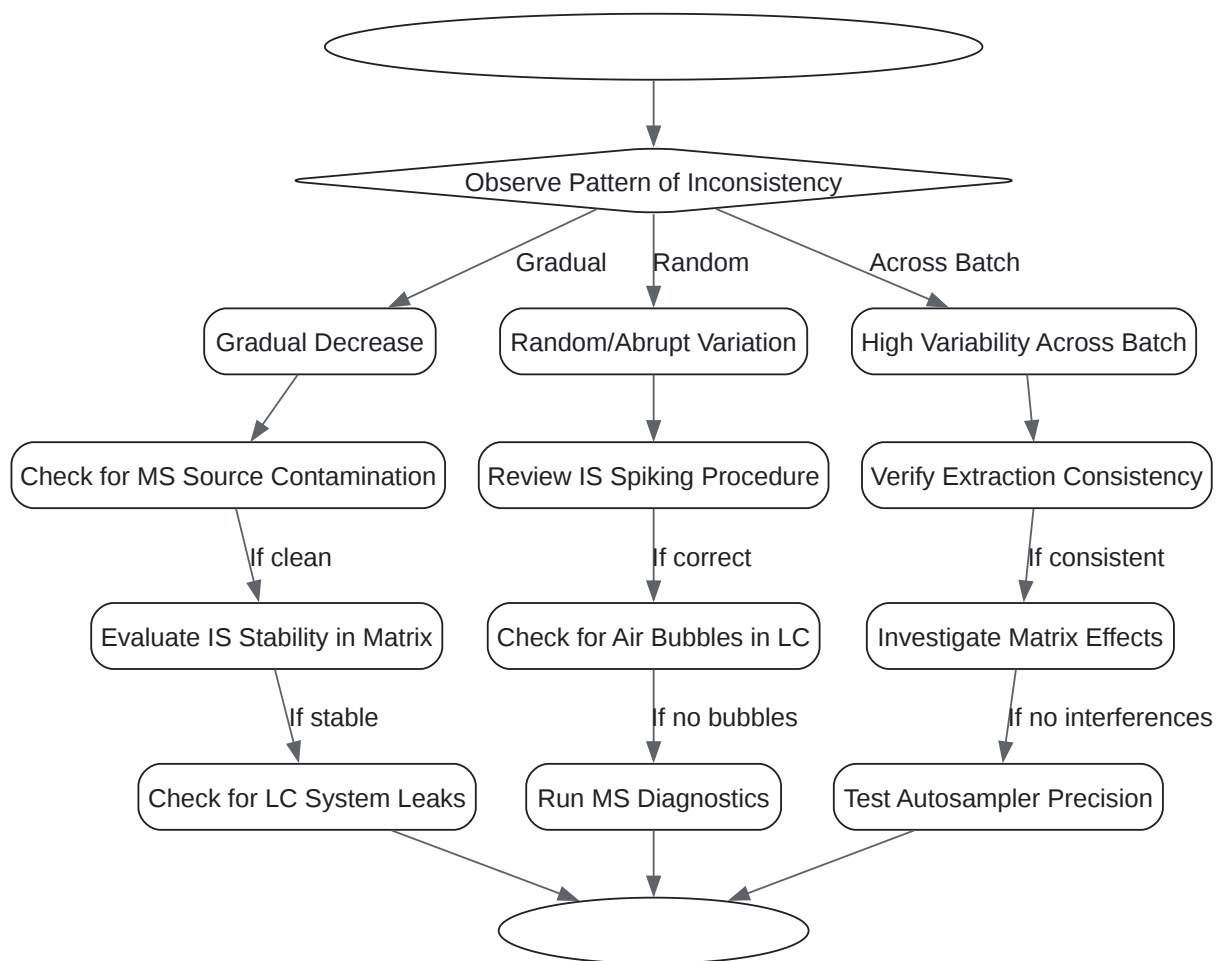 Observe Pattern of Inconsistency
Gradual
Random
Across Batch
Gradual Decrease
Random/Abrupt Variation
High Variability Across Batch
Check for MS Source Contamination
Review IS Spiking Procedure
Verify Extraction Consistency
If clean
If correct
If consistent
Evaluate IS Stability in Matrix
Check for Air Bubbles in LC
Investigate Matrix Effects
If stable
If no bubbles
If no interferences
Check for LC System Leaks
Run MS Diagnostics
Test Autosampler Precision